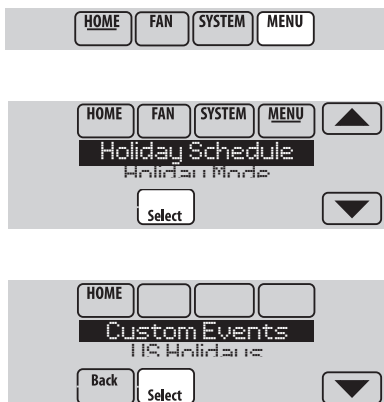 HOME FAN SYSTEM MENU
HOME FAN SYSTEM MENU
Holiday Schedule
Holiday Mode
Select
HOME
Custom Events
US Holidays
Back Select